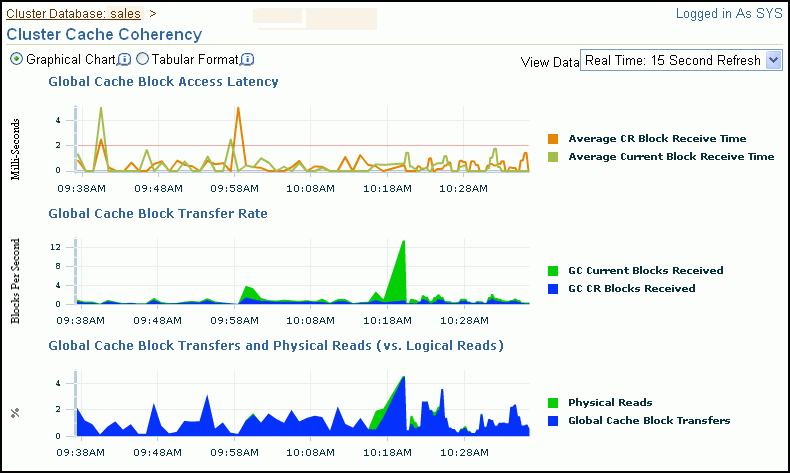 Cluster Database: sales >
Logged in As SYS
Cluster Cache Coherency
Graphical Chart Tabular Format
View Data Real Time: 15 Second Refresh
Global Cache Block Access Latency
Milli-Seconds
4
2
0
09:38AM 09:48AM 09:58AM 10:08AM 10:18AM 10:28AM
Average CR Block Receive Time
Average Current Block Receive Time
Global Cache Block Transfer Rate
Blocks Per Second
12
8
4
0
09:38AM 09:48AM 09:58AM 10:08AM 10:18AM 10:28AM
GC Current Blocks Received
GC CR Blocks Received
Global Cache Block Transfers and Physical Reads (vs. Logical Reads)
%
4
2
0
09:38AM 09:48AM 09:58AM 10:08AM 10:18AM 10:28AM
Physical Reads
Global Cache Block Transfers